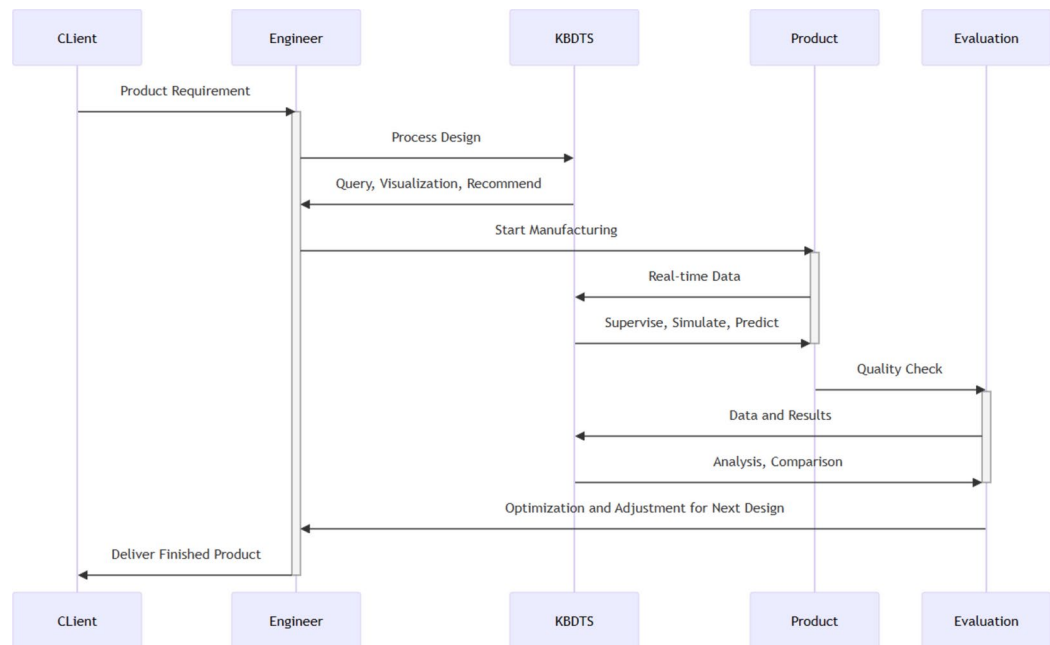 CLient
Engineer
KBDTS
Product
Evaluation
Product Requirement
Process Design
Query, Visualization, Recommend
Start Manufacturing
Real-time Data
Supervise, Simulate, Predict
Quality Check
Data and Results
Analysis, Comparison
Optimization and Adjustment for Next Design
Deliver Finished Product
CLient
Engineer
KBDTS
Product
Evaluation